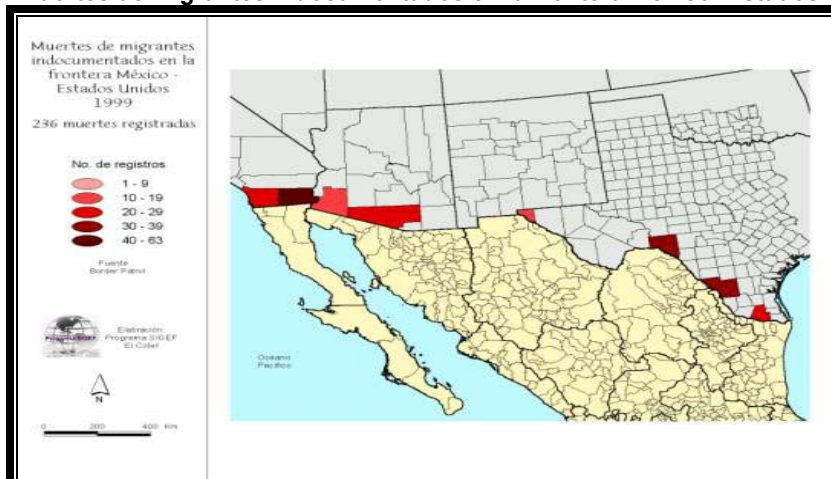 Muertes de migrantes
indocumentados en la
frontera México -
Estados Unidos
1999
236 muertes registradas
No. de registros
1 - 9
10 - 19
20 - 29
30 - 39
40 - 63
Fuente
Border Patrol
Elabración:
Programa SIGEF
El Colef
N
0 200 400 Km
Océano
Pacífico